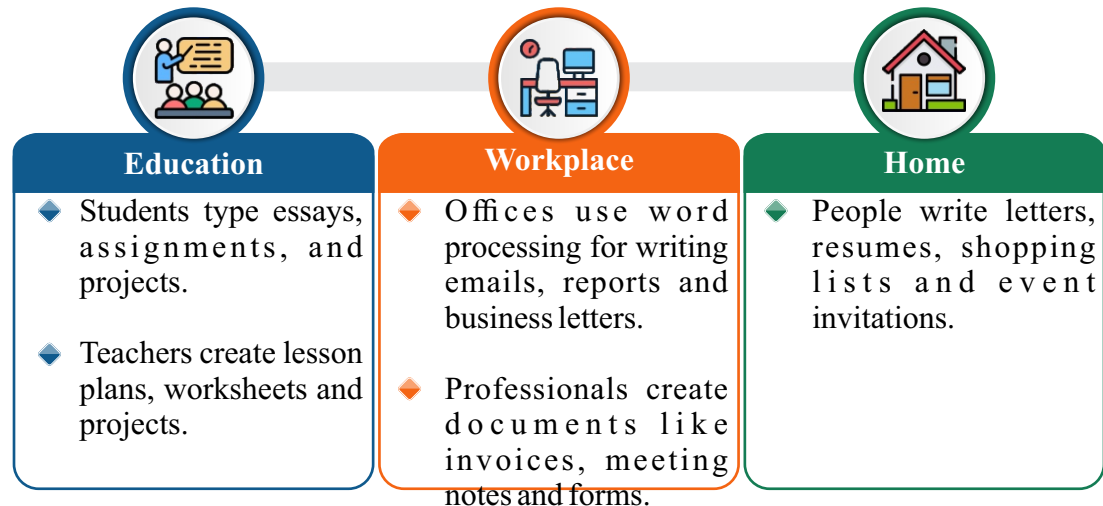 Education
Students type essays,
assignments, and
projects.
Teachers create lesson
plans, worksheets and
projects.
Workplace
Offices use word
processing for writing
emails, reports and
business letters.
Professionals create
documents like
invoices, meeting
notes and forms.
Home
People write letters,
resumes, shopping
lists and event
invitations.